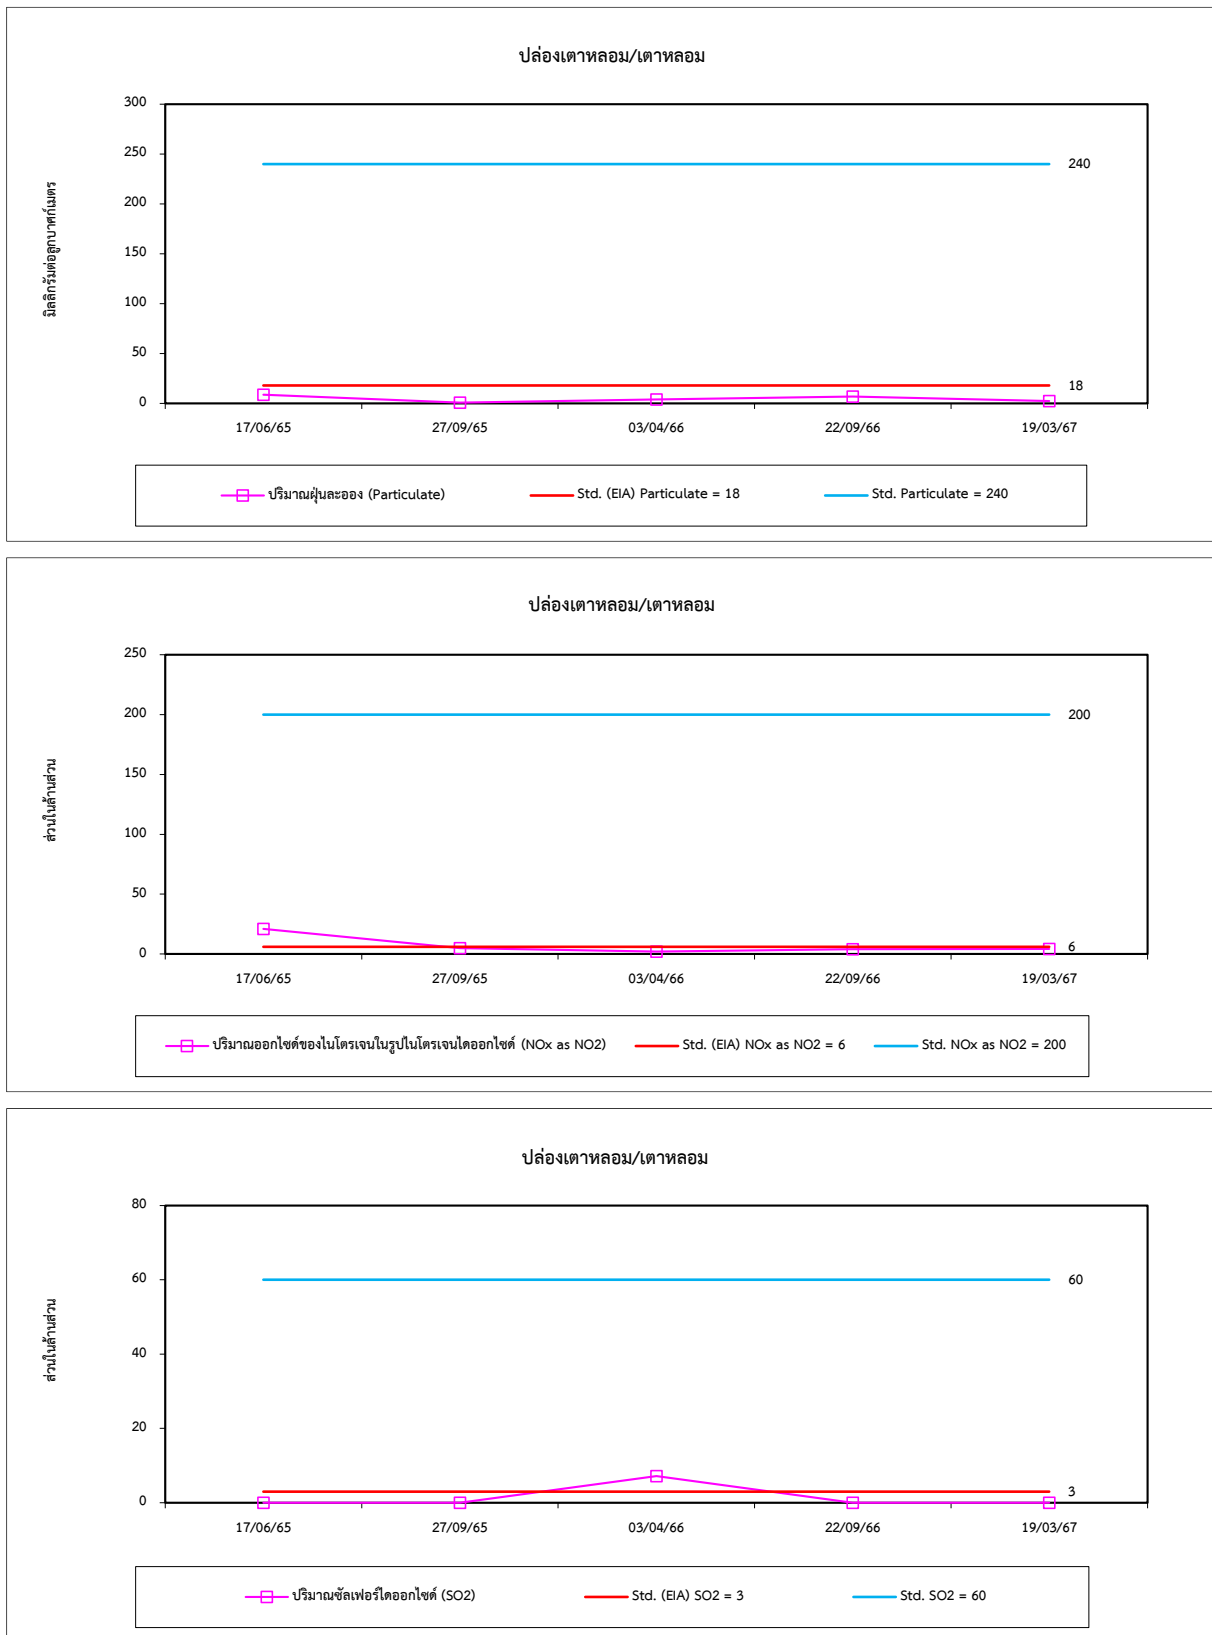 ปล่องเตาหลอม/เตาหลอม
มิลลิกรัมต่อลูกบาศก์เมตร
300
250
200
150
100
50
0
240
18
17/06/65 27/09/65 03/04/66 22/09/66 19/03/67
ปริมาณฝุ่นละออง (Particulate) Std. (EIA) Particulate = 18 Std. Particulate = 240
ปล่องเตาหลอม/เตาหลอม
ส่วนในล้านส่วน
250
200
150
100
50
0
200
6
17/06/65 27/09/65 03/04/66 22/09/66 19/03/67
ปริมาณออกไซด์ของไนโตรเจนในรูปไนโตรเจนไดออกไซด์ (NOx as NO2) Std. (EIA) NOx as NO2 = 6 Std. NOx as NO2 = 200
ปล่องเตาหลอม/เตาหลอม
ส่วนในล้านส่วน
80
60
40
20
0
60
3
17/06/65 27/09/65 03/04/66 22/09/66 19/03/67
ปริมาณซัลเฟอร์ไดออกไซด์ (SO2) Std. (EIA) SO2 = 3 Std. SO2 = 60